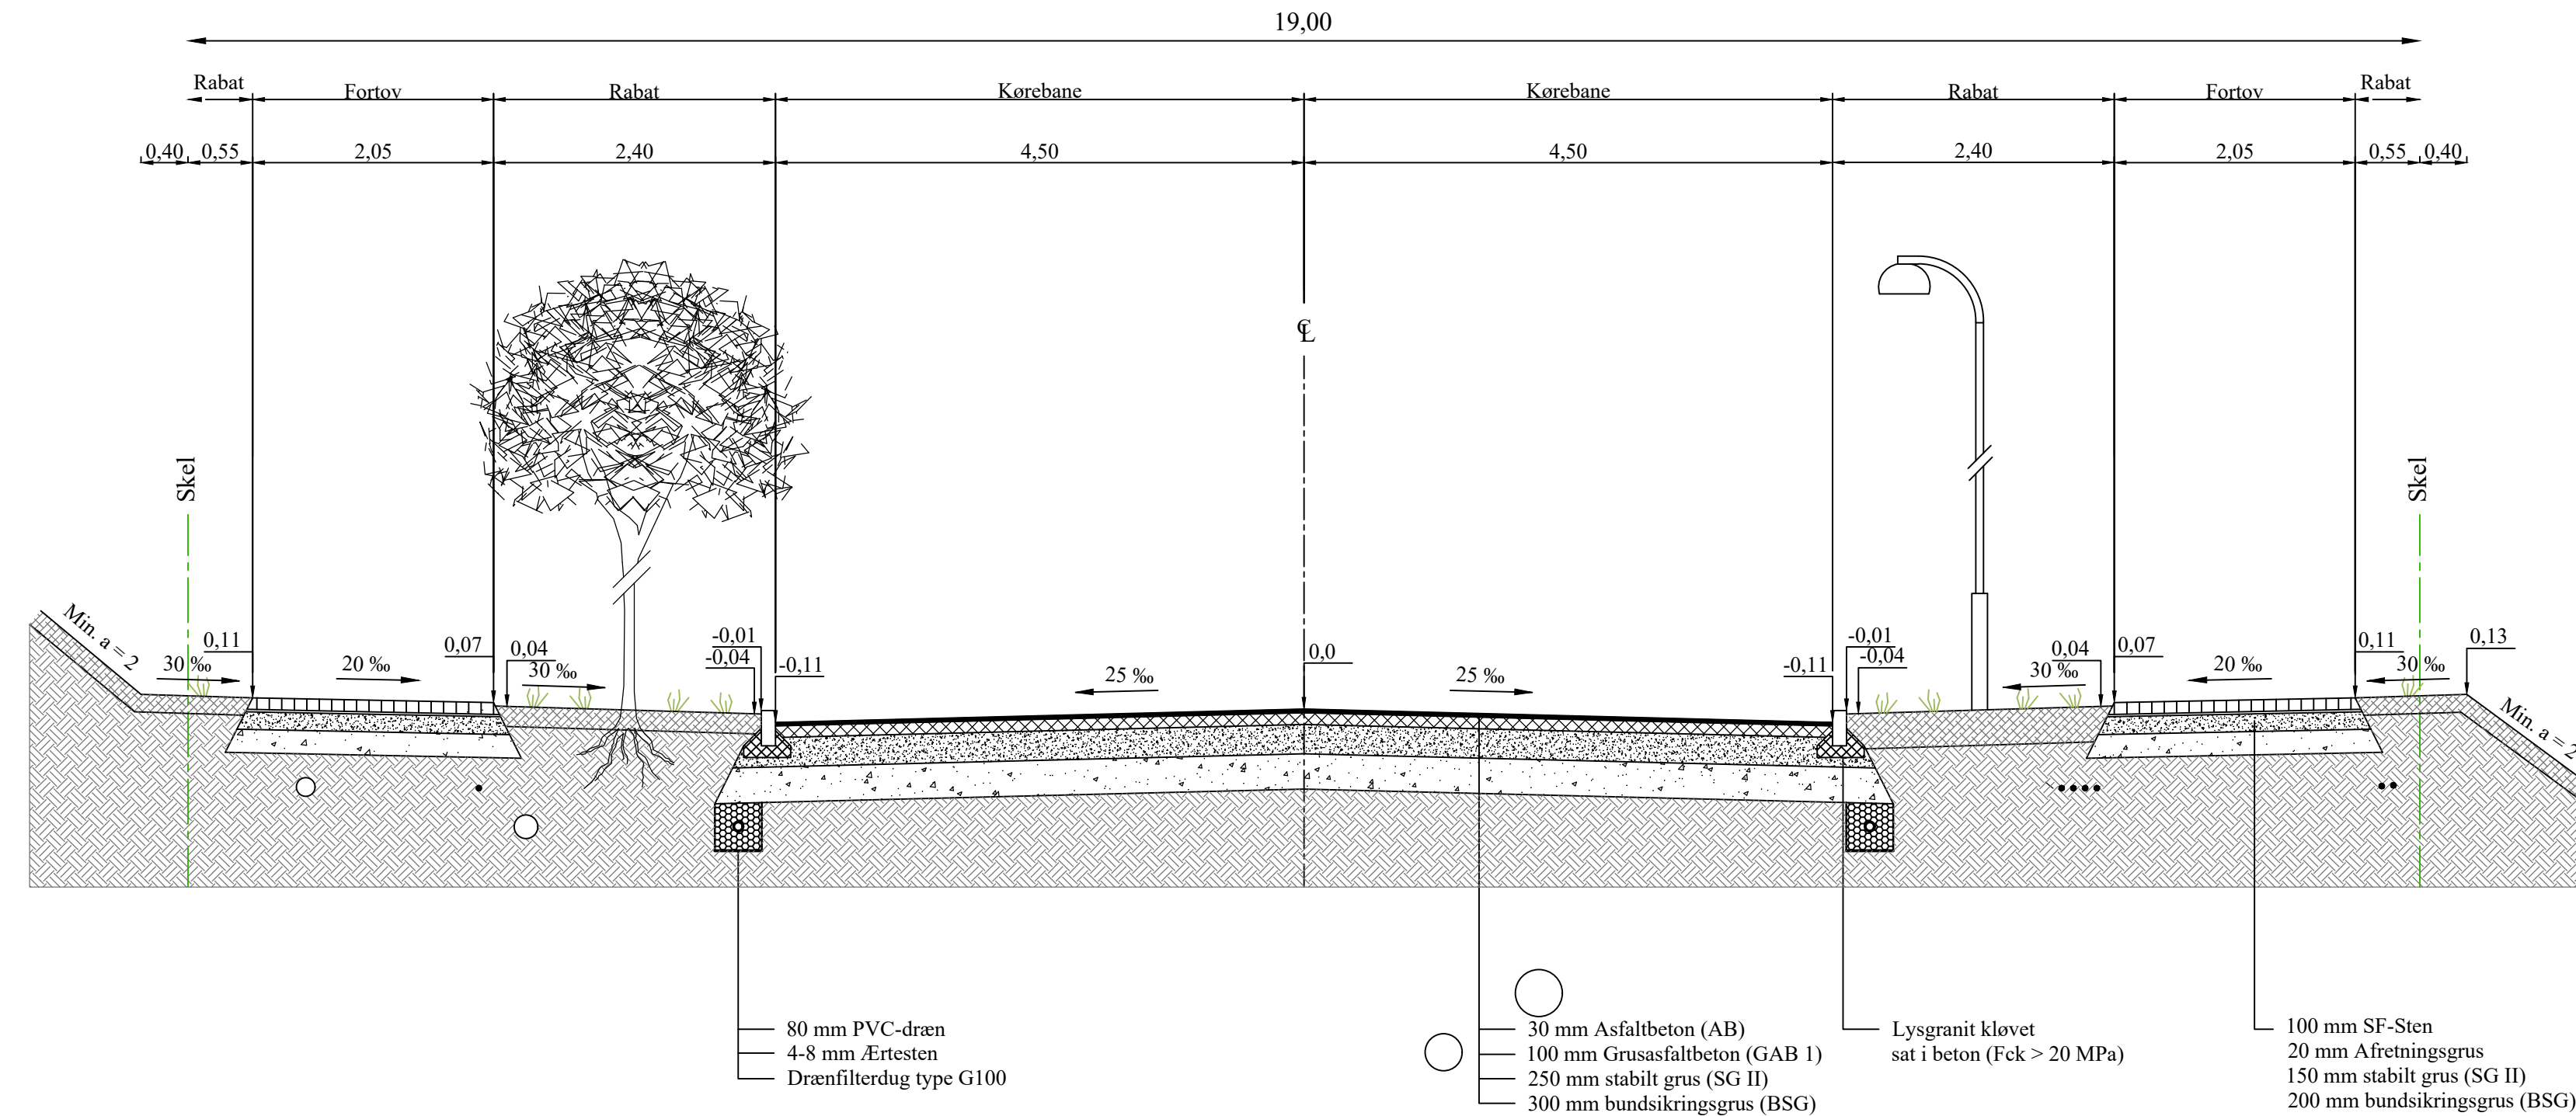 19,00
Rabat Fortov Rabat Kørebane Kørebane Rabat Fortov Rabat
0,40 0,55 2,05 2,40 4,50 4,50 2,40 2,05 0,55 0,40
℄
Skel Skel
Min. a = 2 30 ‰ 0,11 20 ‰ 0,07 0,04 30 ‰ -0,01 -0,04 -0,11 25 ‰ 0,0 25 ‰ -0,11 -0,01 -0,04 30 ‰ 0,04 0,07 20 ‰ 0,11 30 ‰ 0,13 Min. a = 2
80 mm PVC-dræn
4-8 mm Ærtesten
Drænfilterdug type G100
30 mm Asfaltbeton (AB)
100 mm Grusasfaltbeton (GAB 1)
250 mm stabilt grus (SG II)
300 mm bundsikringsgrus (BSG)
Lysgranit kløvet
sat i beton (Fck > 20 MPa)
100 mm SF-Sten
20 mm Afretningsgrus
150 mm stabilt grus (SG II)
200 mm bundsikringsgrus (BSG)